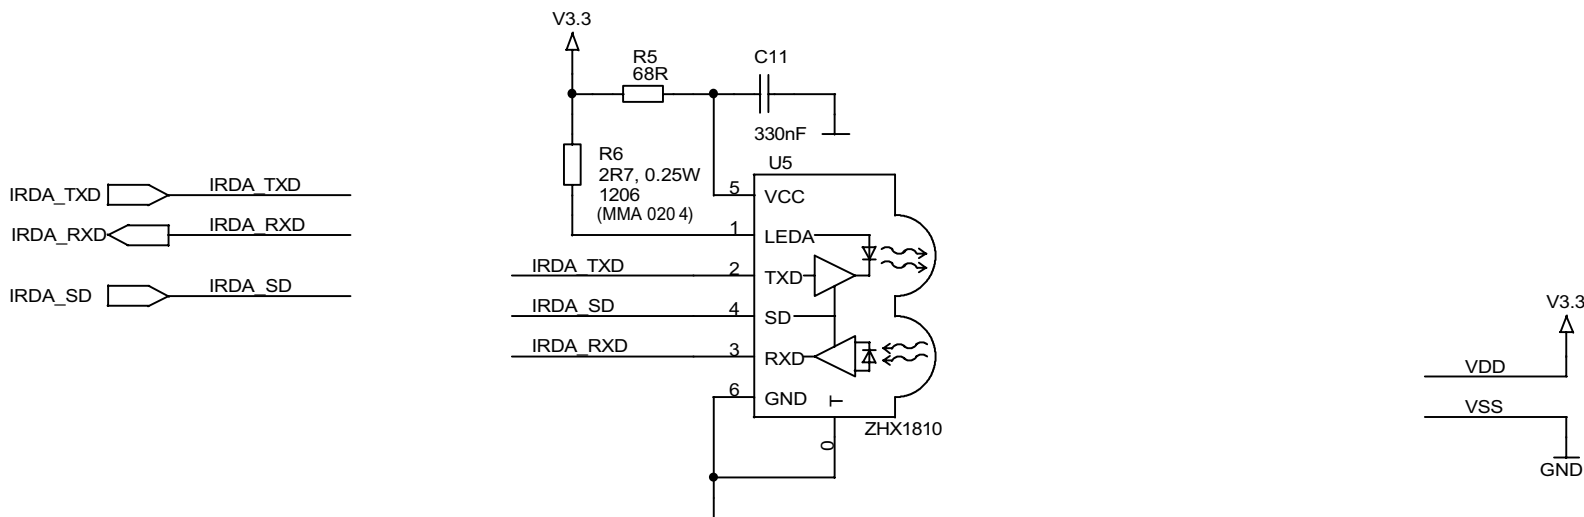 V3.3
R5
68R
C11
330nF
R6
2R7, 0.25W
1206
(MMA 020 4)
U5
IRDA_TXD
IRDA_TXD
IRDA_RXD
IRDA_RXD
IRDA_SD
IRDA_SD
5
VCC
1
LEDA
IRDA_TXD
2
TXD
IRDA_SD
4
SD
IRDA_RXD
3
RXD
6
GND
T
0
ZHX1810
V3.3
VDD
VSS
GND